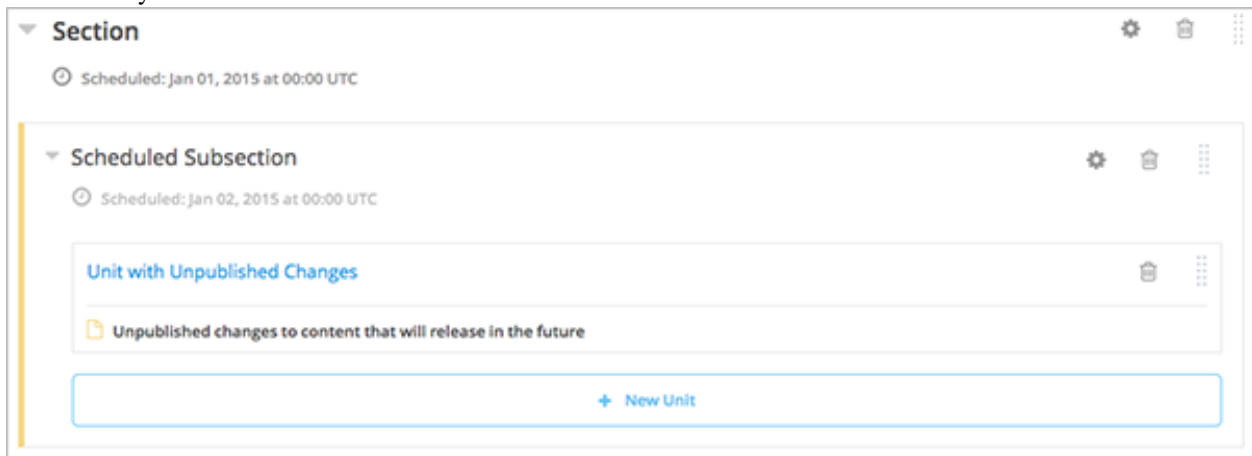 Section
Scheduled: Jan 01, 2015 at 00:00 UTC
Scheduled Subsection
Scheduled: Jan 02, 2015 at 00:00 UTC
Unit with Unpublished Changes
Unpublished changes to content that will release in the future
+ New Unit